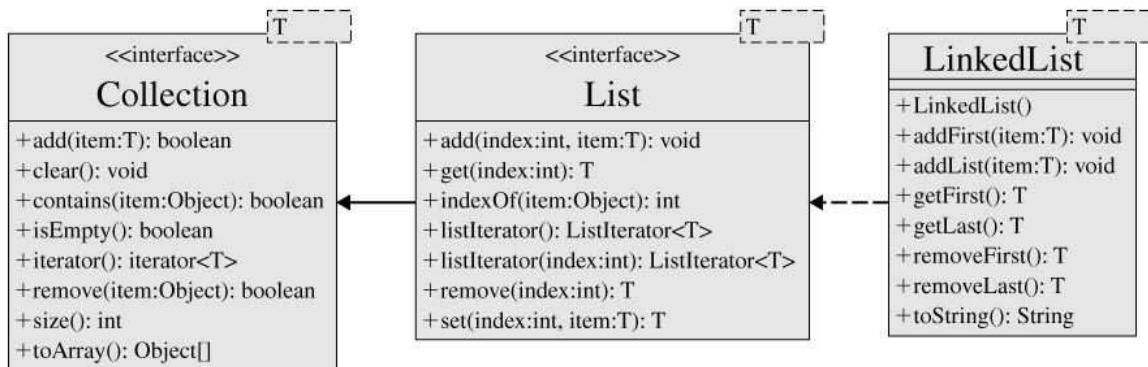 T
<<interface>>
Collection
+add(item:T): boolean
+clear(): void
+contains(item:Object): boolean
+isEmpty(): boolean
+iterator(): iterator<T>
+remove(item:Object): boolean
+size(): int
+toArray(): Object[]
T
<<interface>>
List
+add(index:int, item:T): void
+get(index:int): T
+indexOf(item:Object): int
+listIterator(): ListIterator<T>
+listIterator(index:int): ListIterator<T>
+remove(index:int): T
+set(index:int, item:T): T
T
LinkedList
+LinkedList()
+addFirst(item:T): void
+addList(item:T): void
+getFirst(): T
+getLast(): T
+removeFirst(): T
+removeLast(): T
+toString(): String